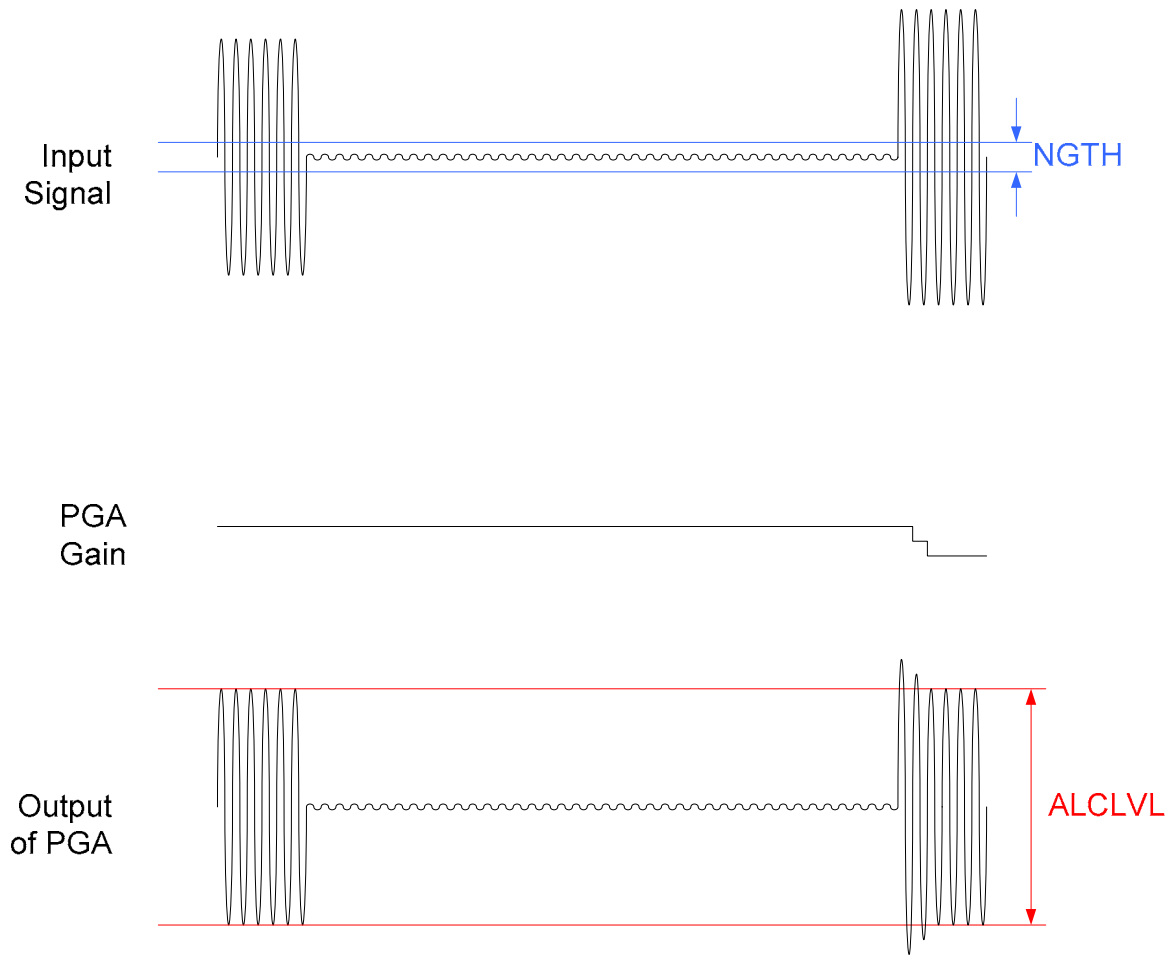 Input
Signal
NGTH
PGA
Gain
Output
of PGA
ALCLVL